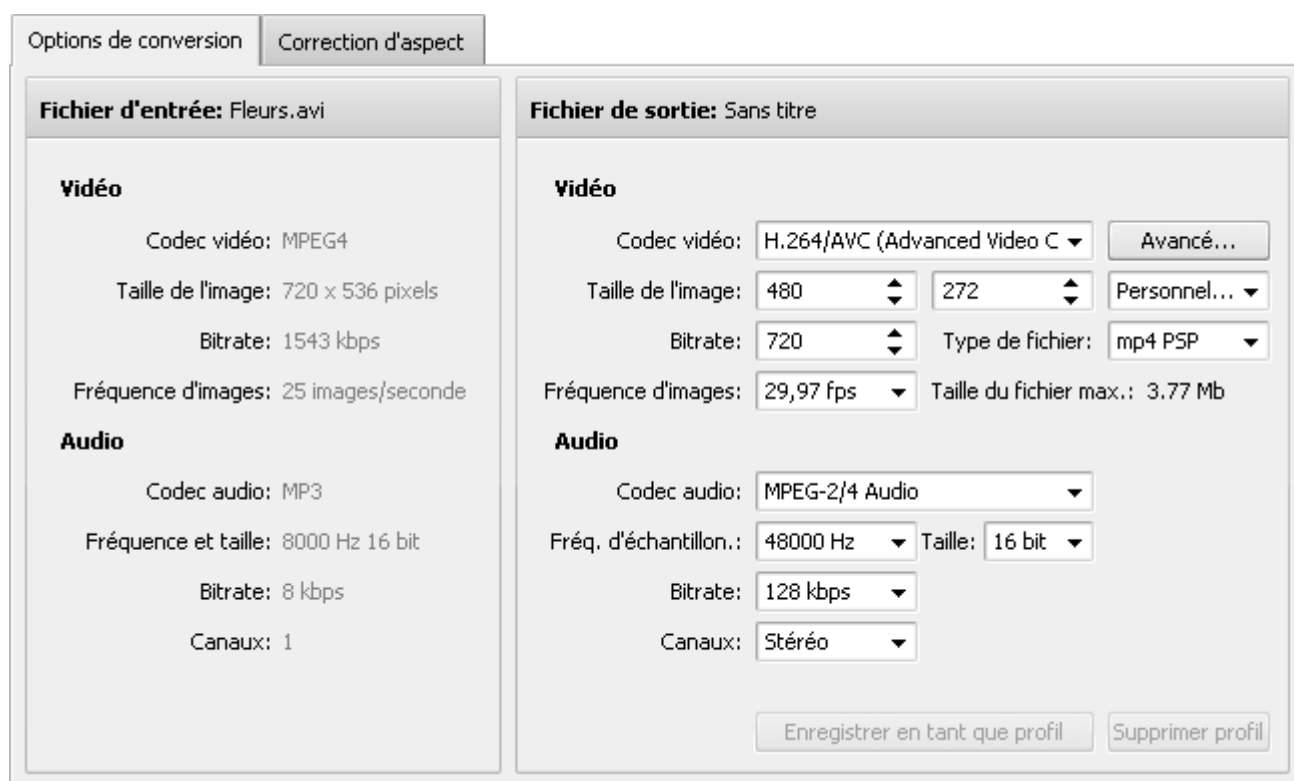 Options de conversion
Correction d'aspect
Fichier d'entrée: Fleurs.avi
Vidéo
Codec vidéo: MPEG4
Taille de l'image: 720 x 536 pixels
Bitrate: 1543 kbps
Fréquence d'images: 25 images/seconde
Audio
Codec audio: MP3
Fréquence et taille: 8000 Hz 16 bit
Bitrate: 8 kbps
Canaux: 1
Fichier de sortie: Sans titre
Vidéo
Codec vidéo: H.264/AVC (Advanced Video C Avancé...
Taille de l'image: 480 272 Personnel...
Bitrate: 720 Type de fichier: mp4 PSP
Fréquence d'images: 29,97 fps Taille du fichier max.: 3.77 Mb
Audio
Codec audio: MPEG-2/4 Audio
Fréq. d'échantillon.: 48000 Hz Taille: 16 bit
Bitrate: 128 kbps
Canaux: Stéréo
Enregistrer en tant que profil Supprimer profil